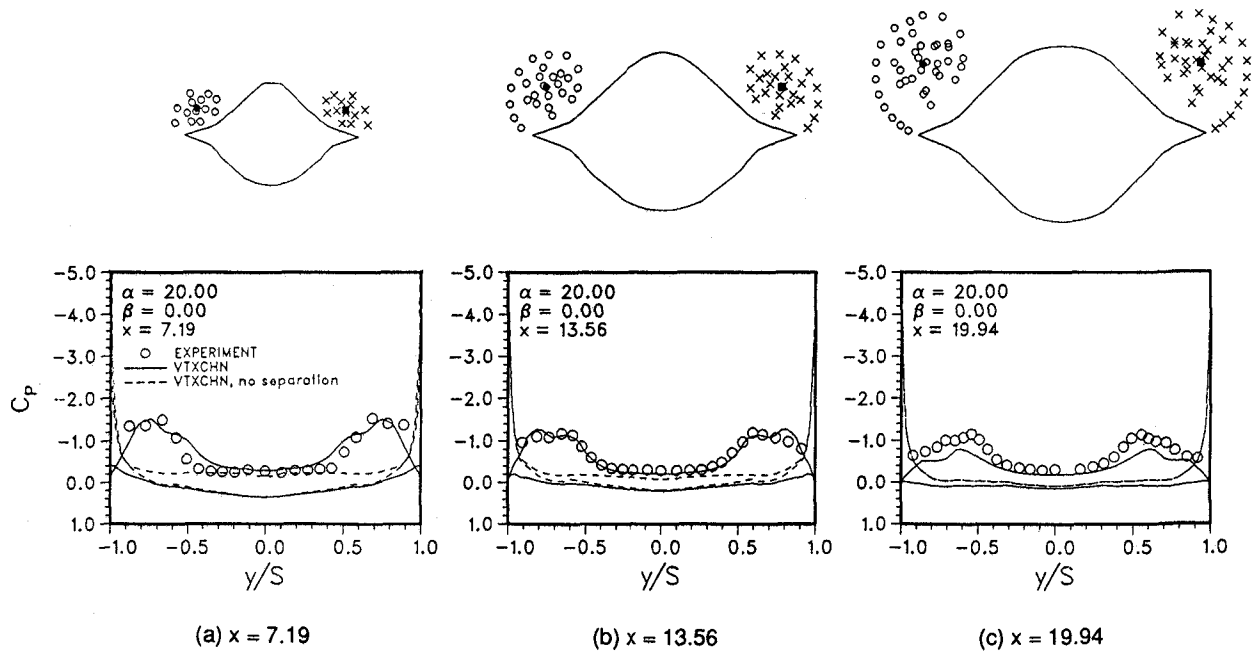 -5.0
-4.0
-3.0
-2.0
-1.0
0.0
1.0
Cp
α = 20.00
β = 0.00
x = 7.19
EXPERIMENT
VTXCHN
VTXCHN, no separation
-1.0 -0.5 0.0 0.5 1.0
y/S
(a) x = 7.19
-5.0
-4.0
-3.0
-2.0
-1.0
0.0
1.0
α = 20.00
β = 0.00
x = 13.56
-1.0 -0.5 0.0 0.5 1.0
y/S
(b) x = 13.56
-5.0
-4.0
-3.0
-2.0
-1.0
0.0
1.0
α = 20.00
β = 0.00
x = 19.94
-1.0 -0.5 0.0 0.5 1.0
y/S
(c) x = 19.94